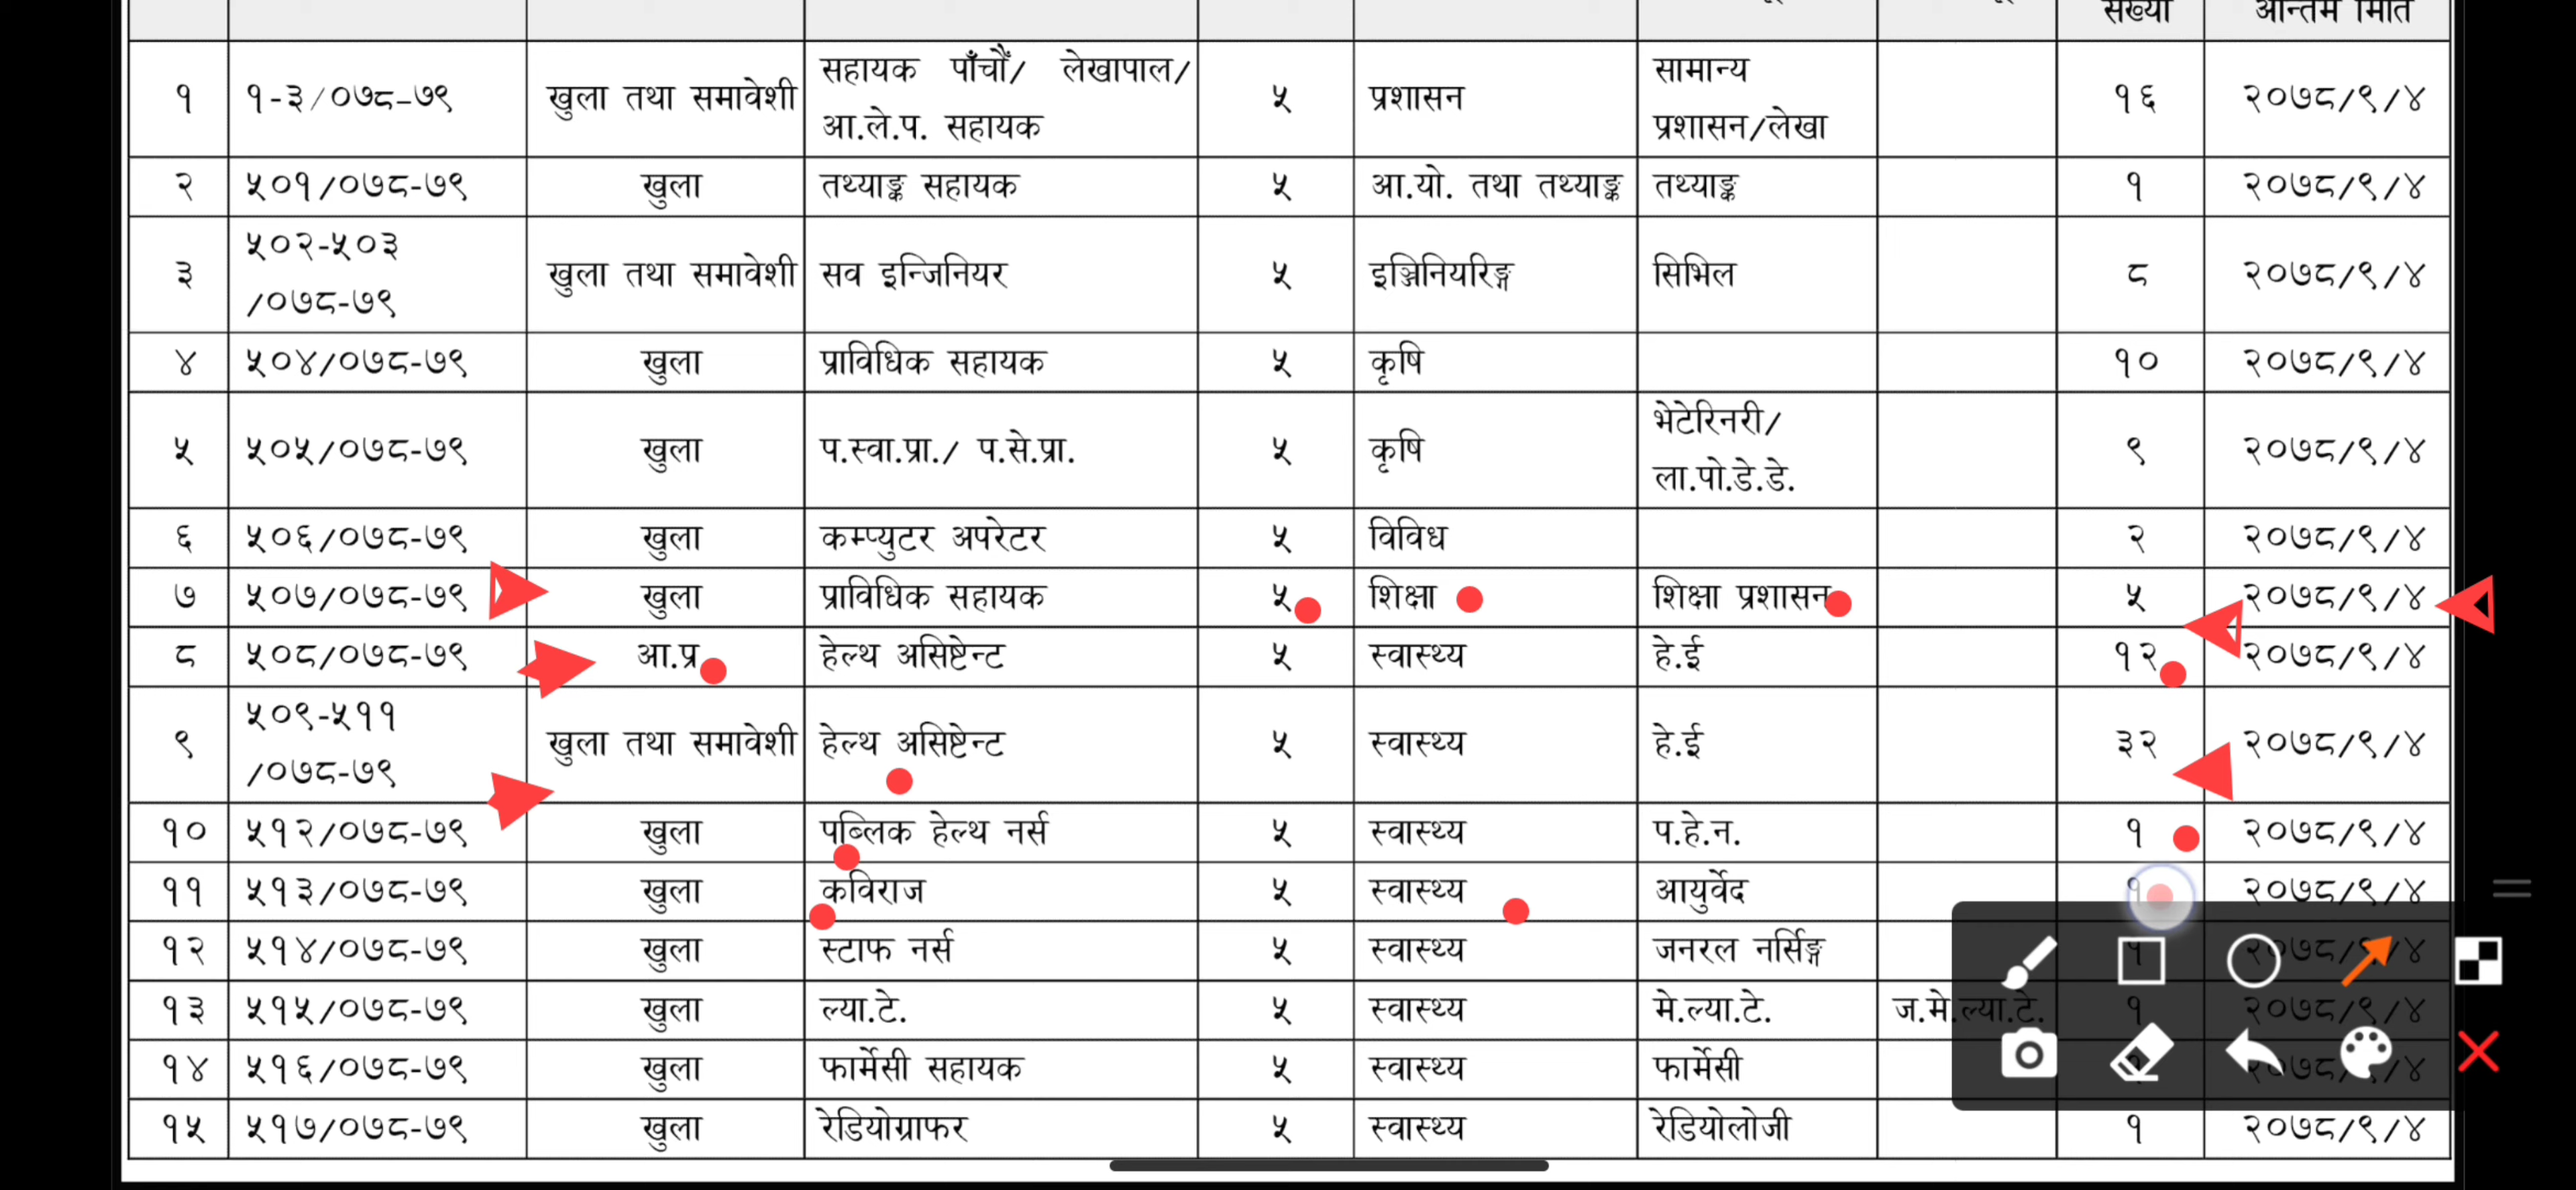 संख्या अन्तिम मिति
१ १-३/०७८-७९ खुला तथा समावेशी सहायक पाँचौं/ लेखापाल/ आ.ले.प. सहायक ५ प्रशासन सामान्य प्रशासन/लेखा १६ २०७८/९/४
२ ५०१/०७८-७९ खुला तथ्याङ्क सहायक ५ आ.यो. तथा तथ्याङ्क तथ्याङ्क १ २०७८/९/४
३ ५०२-५०३ /०७८-७९ खुला तथा समावेशी सव इन्जिनियर ५ इञ्जिनियरिङ्ग सिभिल ८ २०७८/९/४
४ ५०४/०७८-७९ खुला प्राविधिक सहायक ५ कृषि १० २०७८/९/४
५ ५०५/०७८-७९ खुला प.स्वा.प्रा./ प.से.प्रा. ५ कृषि भेटेरिनरी/ ला.पो.डे.डे. ९ २०७८/९/४
६ ५०६/०७८-७९ खुला कम्प्युटर अपरेटर ५ विविध २ २०७८/९/४
७ ५०७/०७८-७९ खुला प्राविधिक सहायक ५ शिक्षा शिक्षा प्रशासन ५ २०७८/९/४
८ ५०८/०७८-७९ आ.प्र हेल्थ असिष्टेन्ट ५ स्वास्थ्य हे.ई १२ २०७८/९/४
९ ५०९-५११ /०७८-७९ खुला तथा समावेशी हेल्थ असिष्टेन्ट ५ स्वास्थ्य हे.ई ३२ २०७८/९/४
१० ५१२/०७८-७९ खुला पब्लिक हेल्थ नर्स ५ स्वास्थ्य प.हे.न. १ २०७८/९/४
११ ५१३/०७८-७९ खुला कविराज ५ स्वास्थ्य आयुर्वेद १ २०७८/९/४
१२ ५१४/०७८-७९ खुला स्टाफ नर्स ५ स्वास्थ्य जनरल नर्सिङ्ग
१३ ५१५/०७८-७९ खुला ल्या.टे. ५ स्वास्थ्य मे.ल्या.टे. ज.मे.ल्या.टे. १ २०७८/९/४
१४ ५१६/०७८-७९ खुला फार्मेसी सहायक ५ स्वास्थ्य फार्मेसी
१५ ५१७/०७८-७९ खुला रेडियोग्राफर ५ स्वास्थ्य रेडियोलोजी १ २०७८/९/४